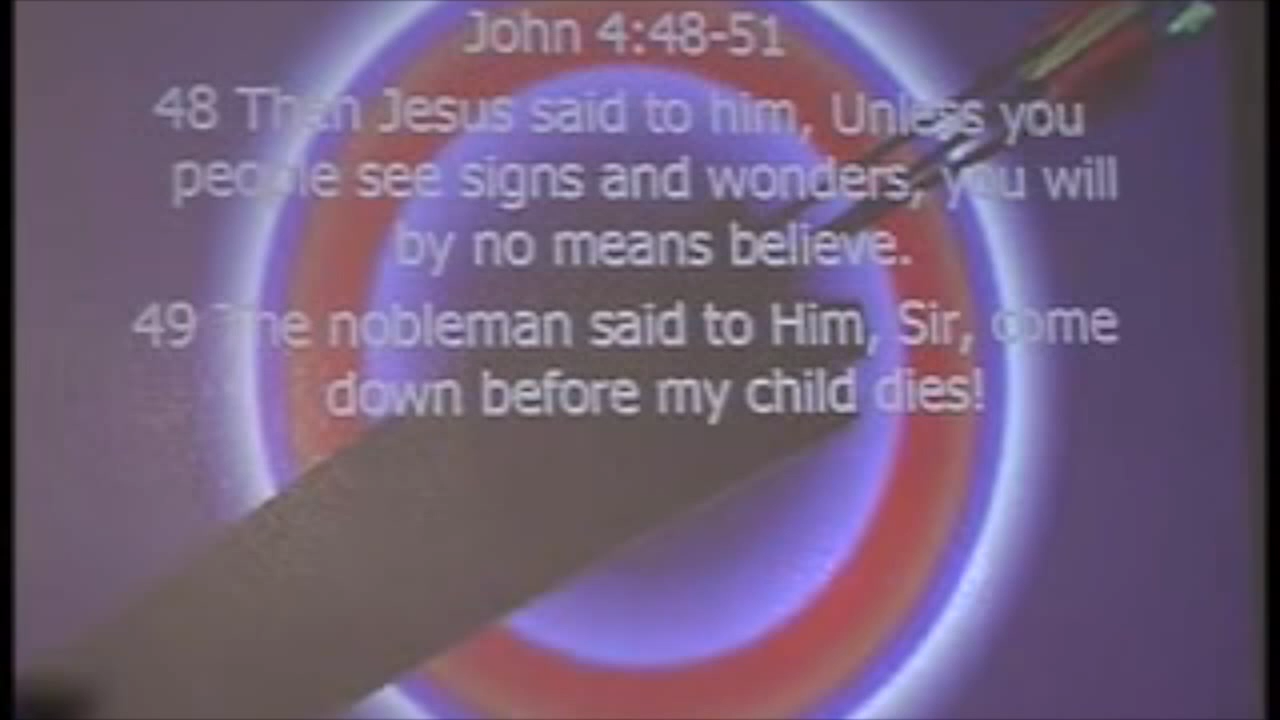 John 4:48-51
48 Then Jesus said to him, Unless you
people see signs and wonders, you will
by no means believe.
49 The nobleman said to Him, Sir, come
down before my child dies!